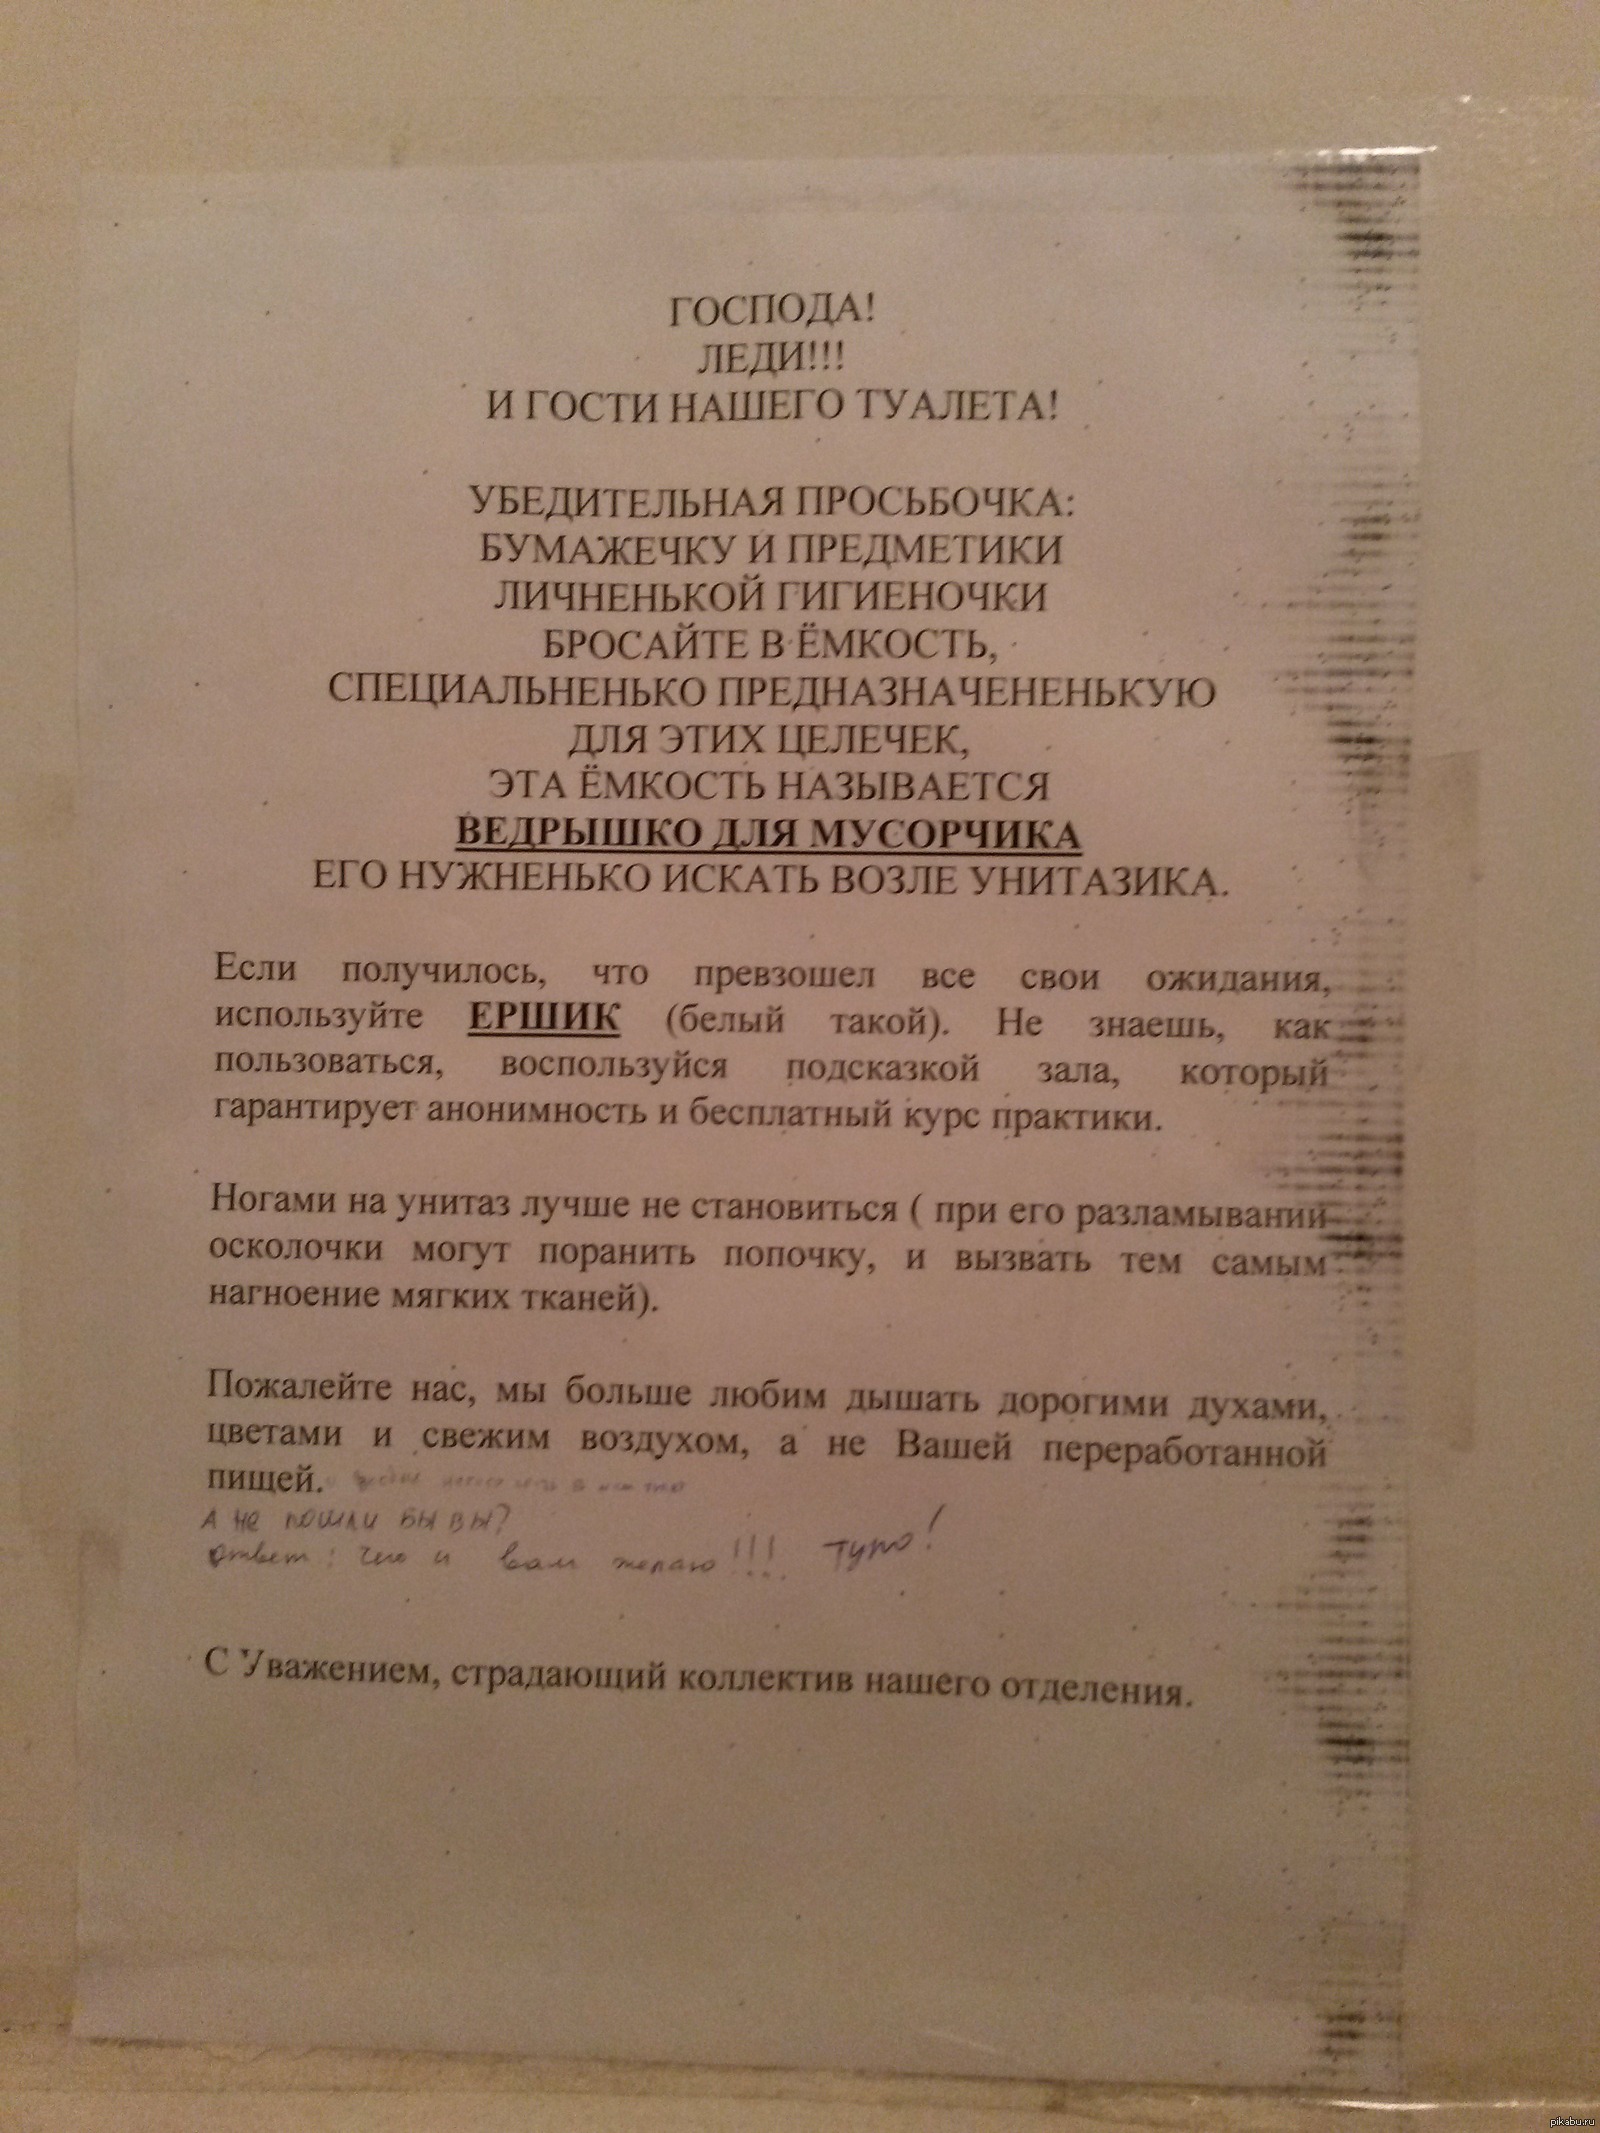 ГОСПОДА!
ЛЕДИ!!!
И ГОСТИ НАШЕГО ТУАЛЕТА!
УБЕДИТЕЛЬНАЯ ПРОСЬБОЧКА:
БУМАЖЕЧКУ И ПРЕДМЕТИКИ
ЛИЧНЕНЬКОЙ ГИГИЕНОЧКИ
БРОСАЙТЕ В ЁМКОСТЬ,
СПЕЦИАЛЬНЕНЬКО ПРЕДНАЗНАЧЕНЕНЬКУЮ
ДЛЯ ЭТИХ ЦЕЛЕЧЕК,
ЭТА ЁМКОСТЬ НАЗЫВАЕТСЯ
ВЕДРЫШКО ДЛЯ МУСОРЧИКА
ЕГО НУЖНЕНЬКО ИСКАТЬ ВОЗЛЕ УНИТАЗИКА.
Если получилось, что превзошел все свои ожидания,
используйте ЕРШИК (белый такой). Не знаешь, как
пользоваться, воспользуйся подсказкой зала, который
гарантирует анонимность и бесплатный курс практики.
Ногами на унитаз лучше не становиться ( при его разламывании
осколочки могут поранить попочку, и вызвать тем самым
нагноение мягких тканей).
Пожалейте нас, мы больше любим дышать дорогими духами,
цветами и свежим воздухом, а не Вашей переработанной
пищей.
А НЕ ПОШЛИ БЫ ВЫ?
Ответ: чего и вам желаю!!! Тупо!
С Уважением, страдающий коллектив нашего отделения.
pikabu.ru